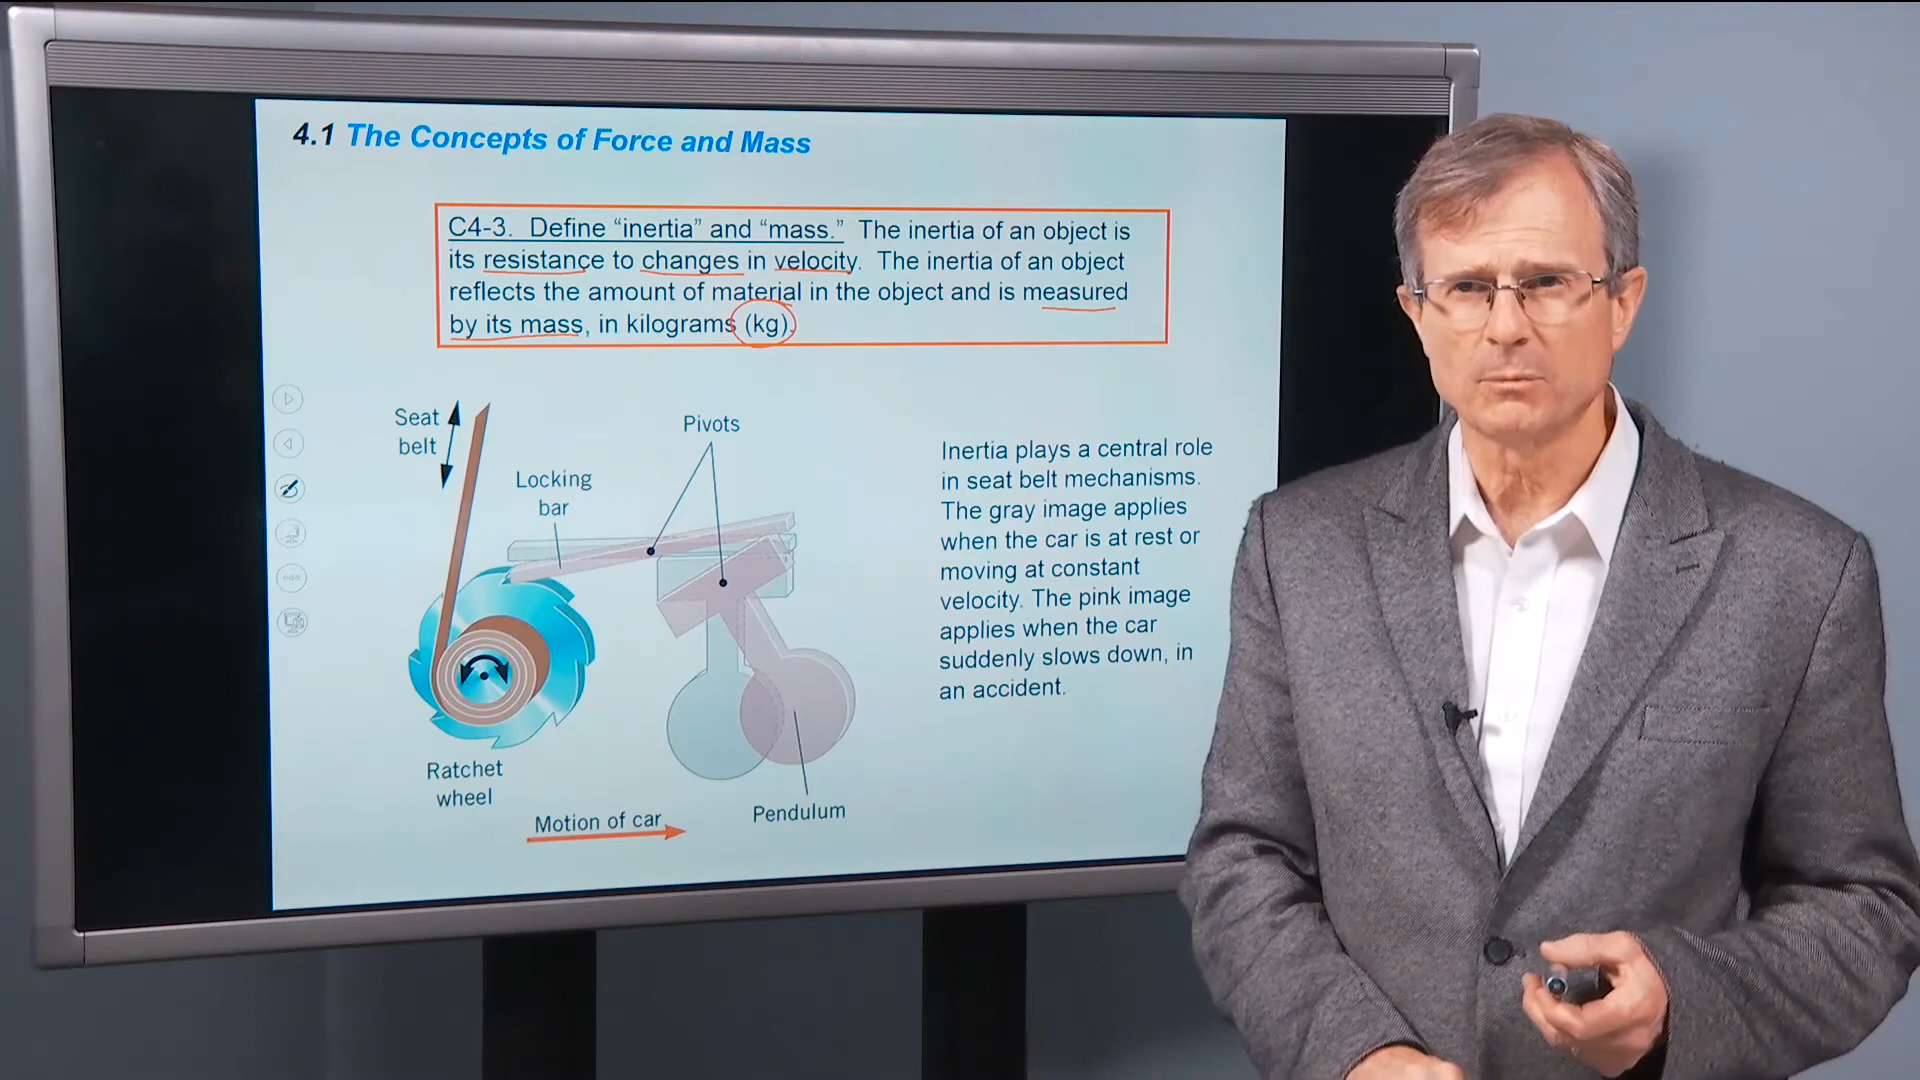 4.1 The Concepts of Force and Mass
C4-3. Define “inertia” and “mass.” The inertia of an object is
its resistance to changes in velocity. The inertia of an object
reflects the amount of material in the object and is measured
by its mass, in kilograms (kg).
Seat
belt
Locking
bar
Pivots
Ratchet
wheel
Motion of car
Pendulum
Inertia plays a central role
in seat belt mechanisms.
The gray image applies
when the car is at rest or
moving at constant
velocity. The pink image
applies when the car
suddenly slows down, in
an accident.